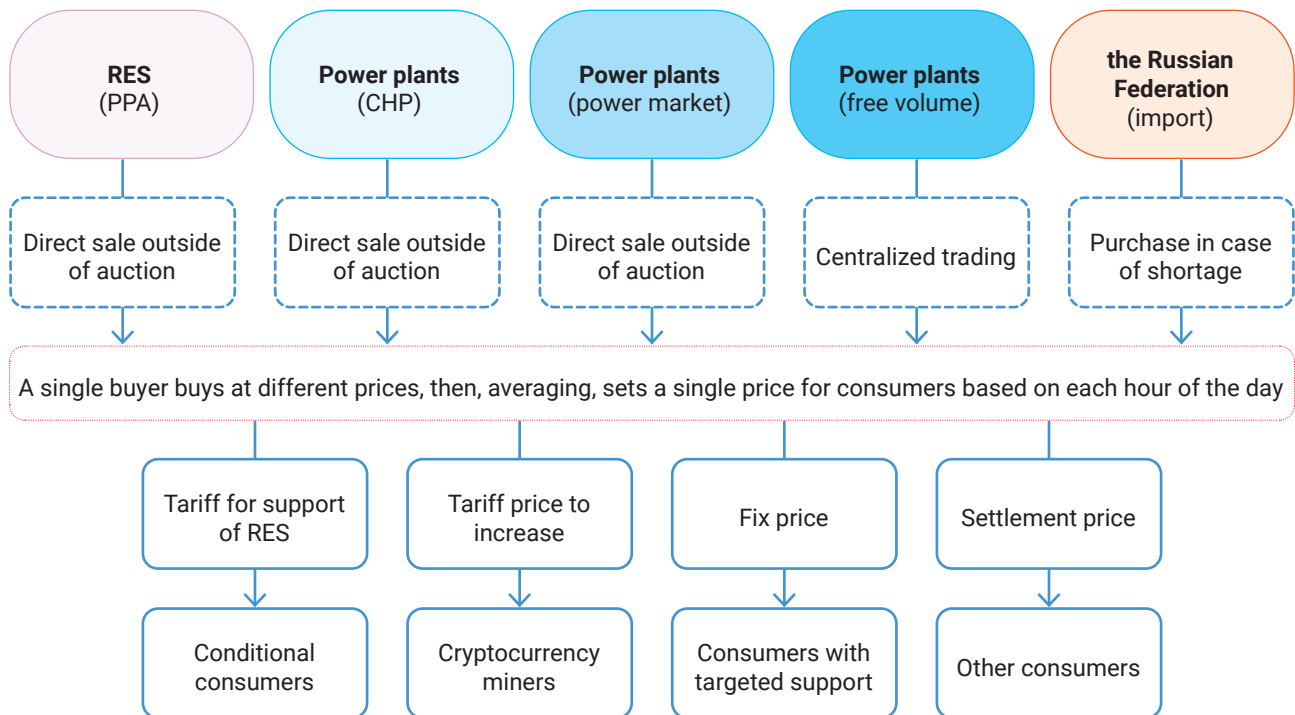 RES
(PPA)
Power plants
(CHP)
Power plants
(power market)
Power plants
(free volume)
the Russian
Federation
(import)
Direct sale outside
of auction
Direct sale outside
of auction
Direct sale outside
of auction
Centralized trading
Purchase in case
of shortage
A single buyer buys at different prices, then, averaging, sets a single price for consumers based on each hour of the day
Tariff for support
of RES
Tariff price to
increase
Fix price
Settlement price
Conditional
consumers
Cryptocurrency
miners
Consumers with
targeted support
Other consumers